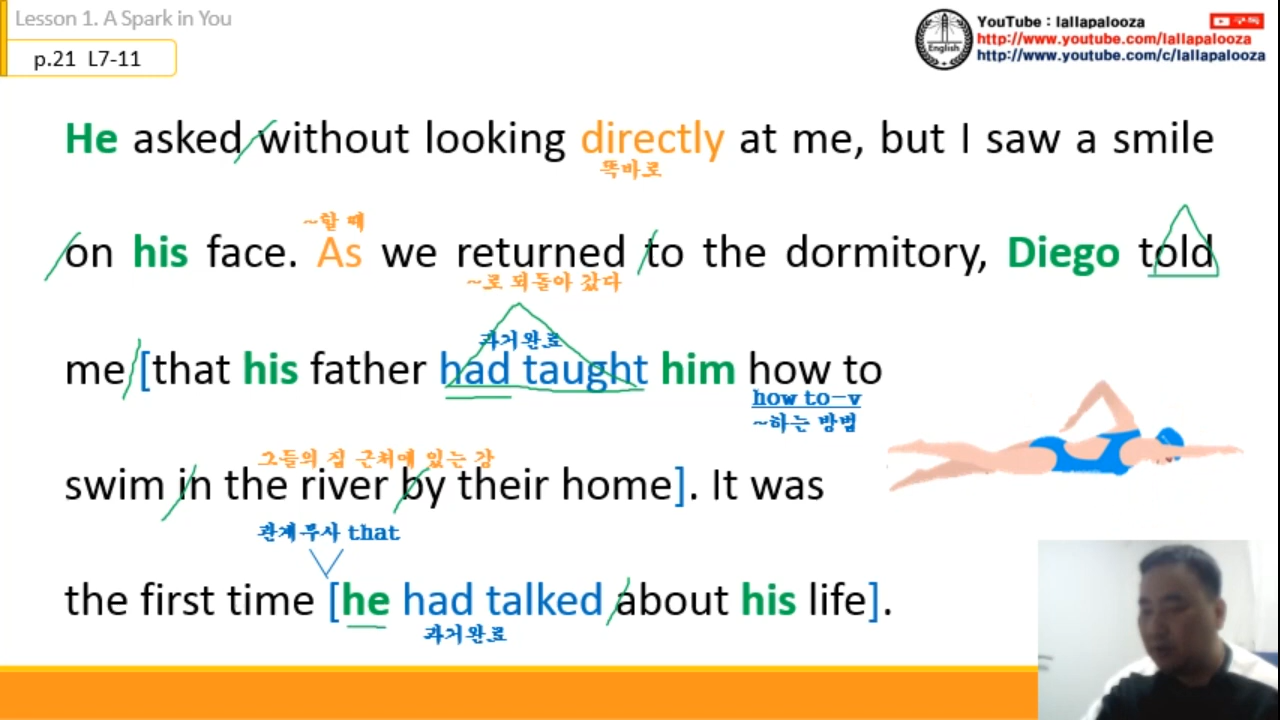 Lesson 1. A Spark in You
p.21 L7-11
English
YouTube : lallapalooza
구독
http://www.youtube.com/lallapalooza
http://www.youtube.com/c/lallapalooza
He asked without looking directly at me, but I saw a smile
똑바로
~할 때
on his face. As we returned to the dormitory, Diego told
~로 되돌아 갔다
과거완료
me [that his father had taught him how to
how to-v
~하는 방법
그들의 집 근처에 있는 강
swim in the river by their home]. It was
관계부사 that
the first time [he had talked about his life].
과거완료